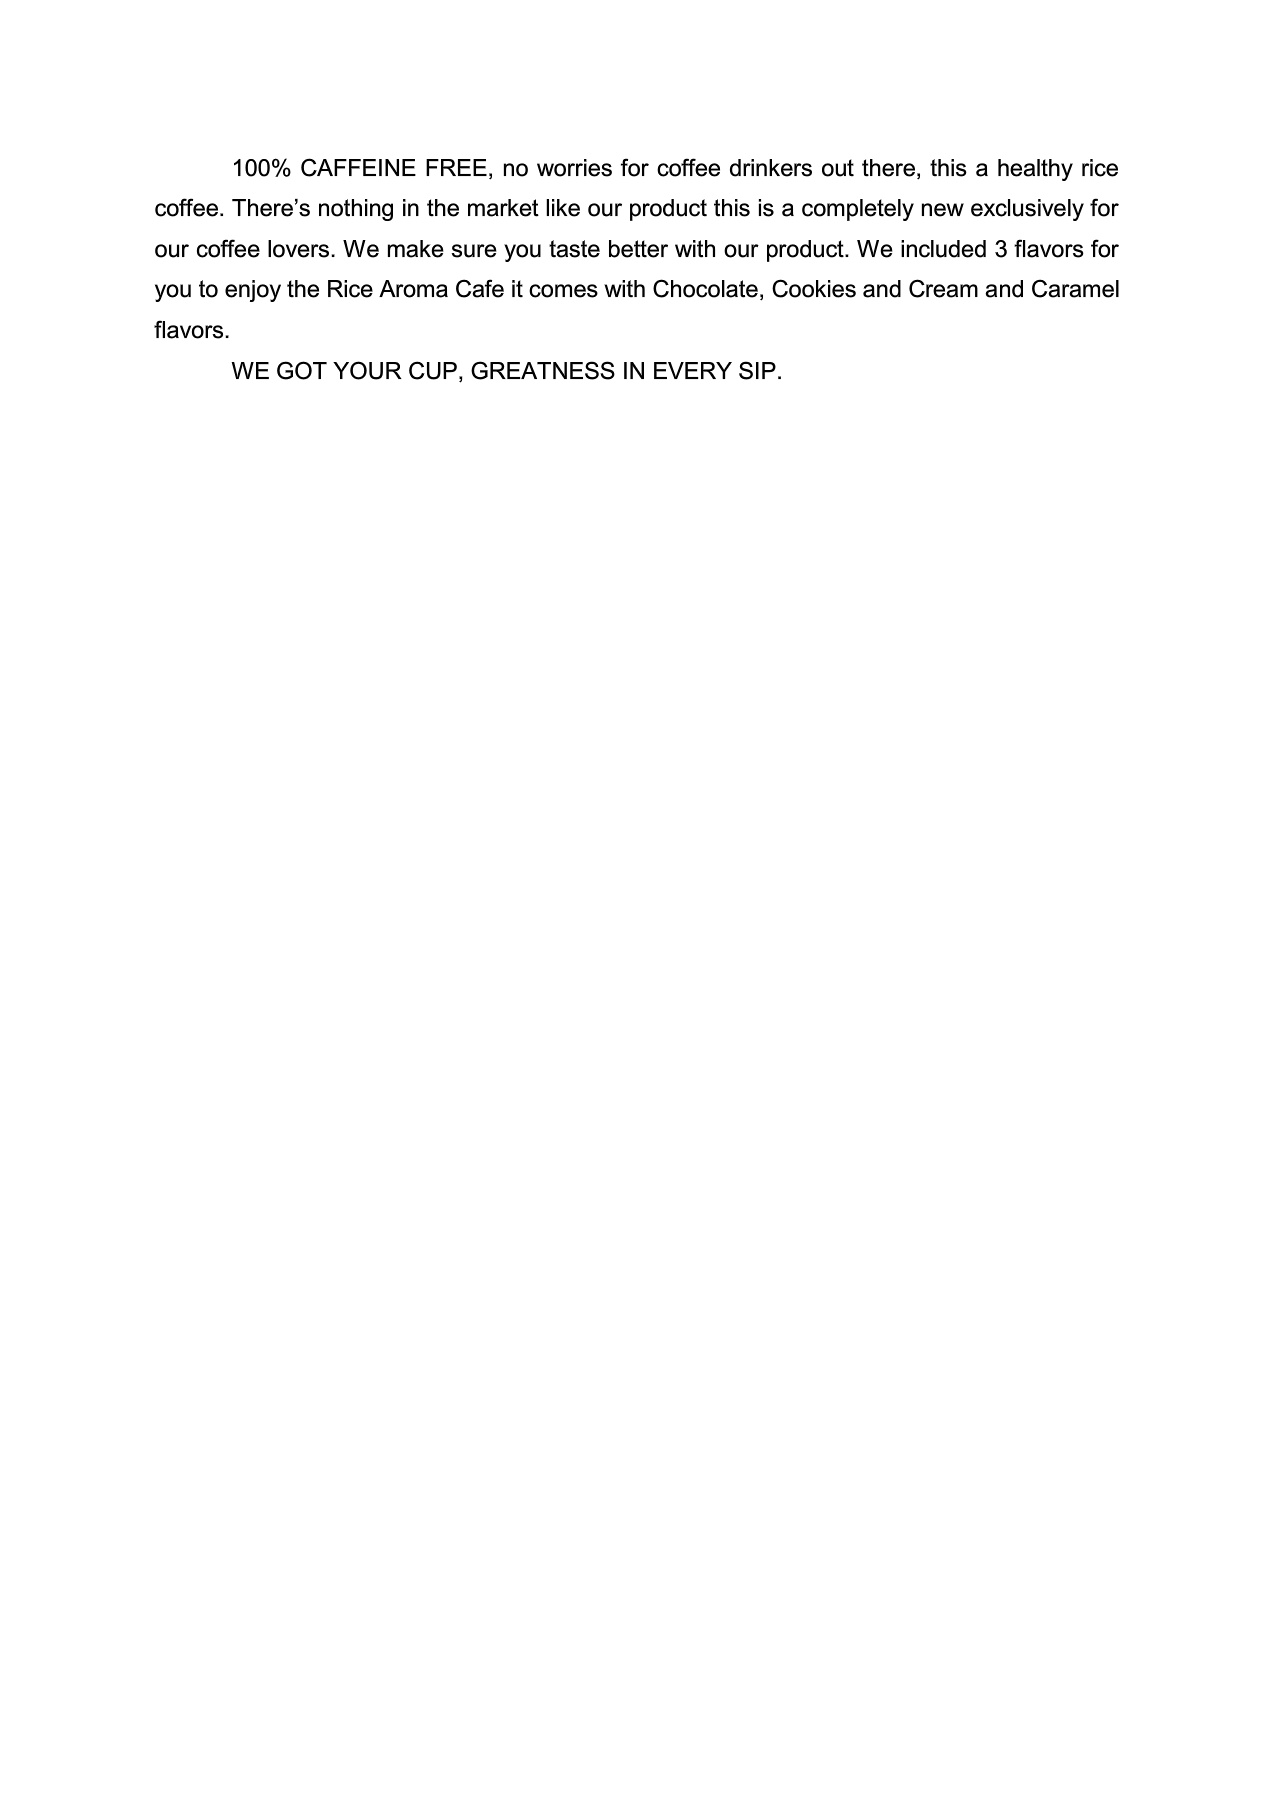 100% CAFFEINE FREE, no worries for coffee drinkers out there, this a healthy rice
coffee. There’s nothing in the market like our product this is a completely new exclusively for
our coffee lovers. We make sure you taste better with our product. We included 3 flavors for
you to enjoy the Rice Aroma Cafe it comes with Chocolate, Cookies and Cream and Caramel
flavors.
WE GOT YOUR CUP, GREATNESS IN EVERY SIP.